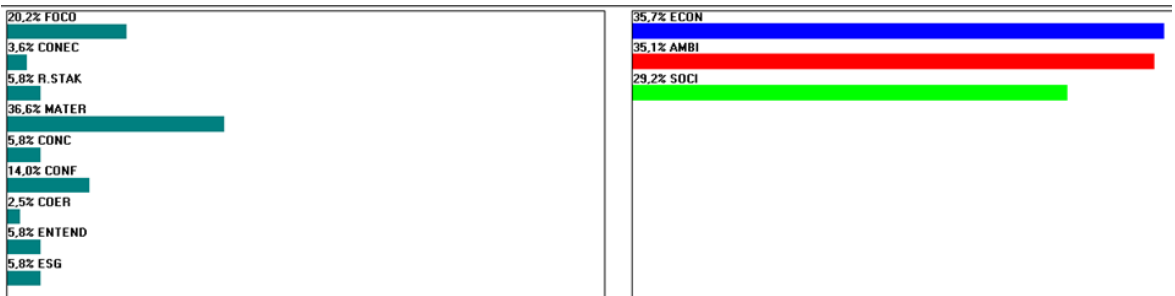 20,2% FOCO
3,6% CONEC
5,8% R.STAK
36,6% MATER
5,8% CONC
14,0% CONF
2,5% COER
5,8% ENTEND
5,8% ESG
35,7% ECON
35,1% AMBI
29,2% SOCI